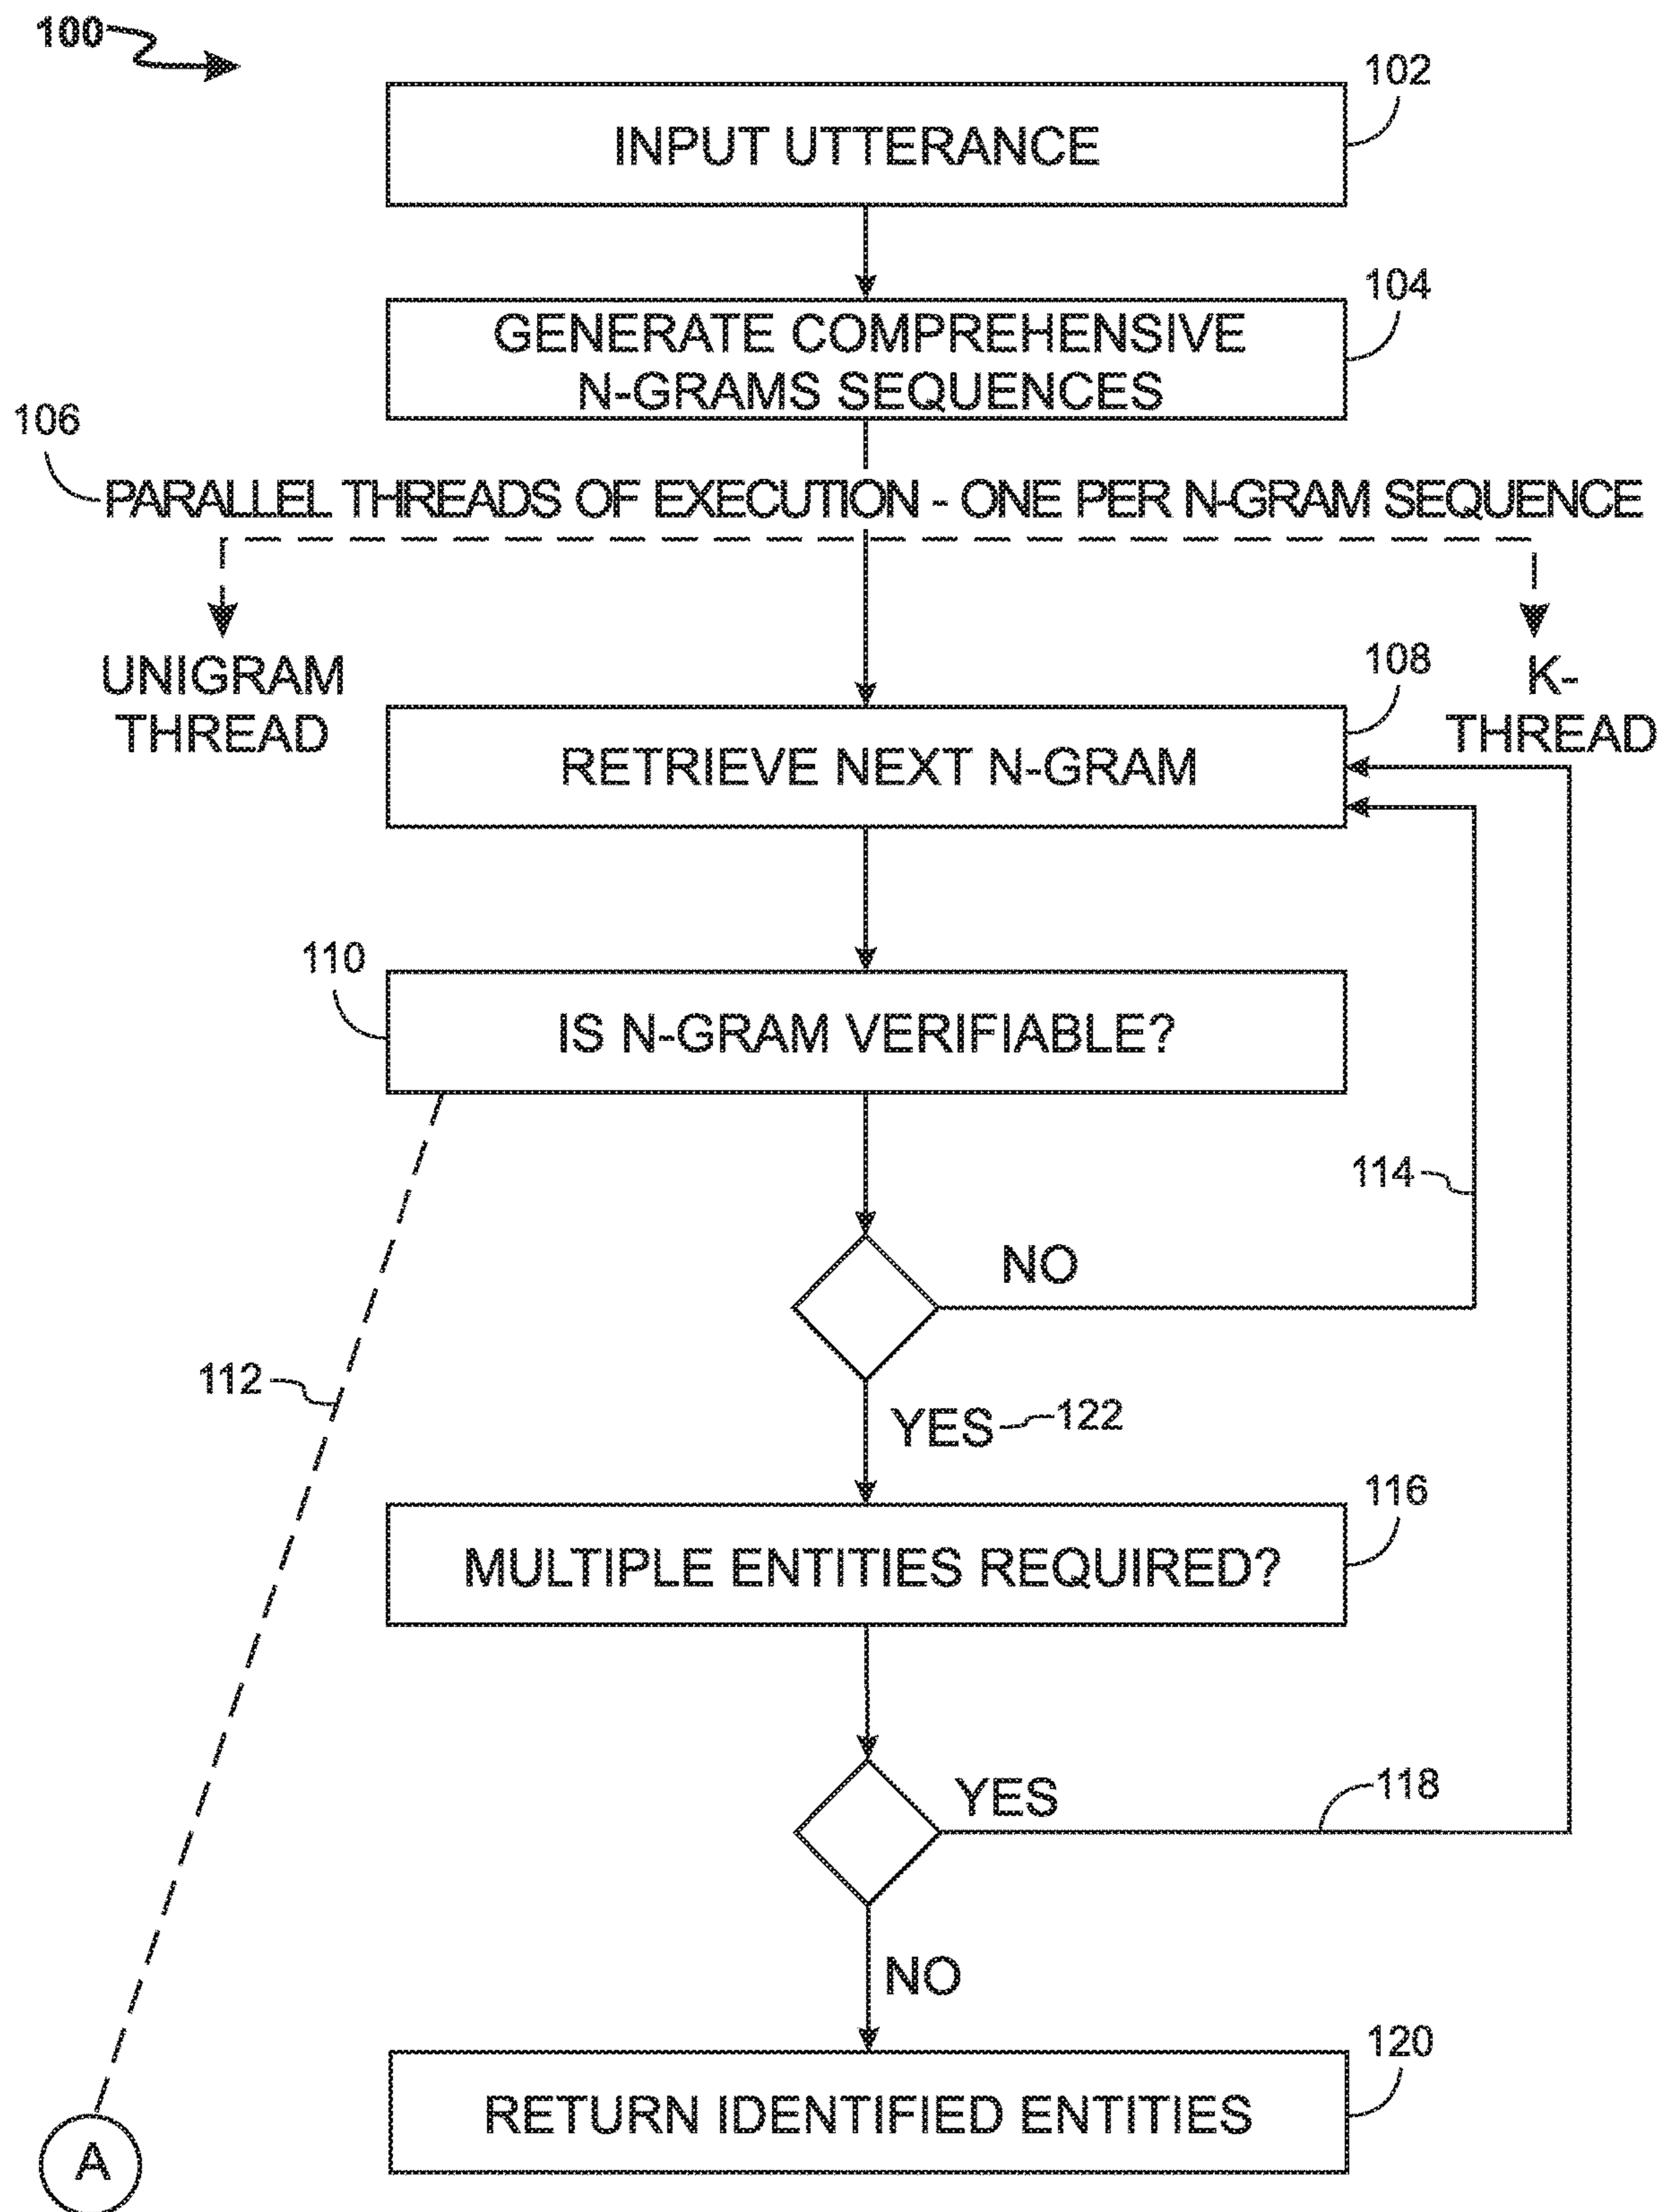 100
102
INPUT UTTERANCE
104
GENERATE COMPREHENSIVE
N-GRAMS SEQUENCES
106
PARALLEL THREADS OF EXECUTION - ONE PER N-GRAM SEQUENCE
UNIGRAM
THREAD
K-
THREAD
108
RETRIEVE NEXT N-GRAM
110
IS N-GRAM VERIFIABLE?
114
NO
112
YES
122
116
MULTIPLE ENTITIES REQUIRED?
YES
118
NO
120
RETURN IDENTIFIED ENTITIES
A